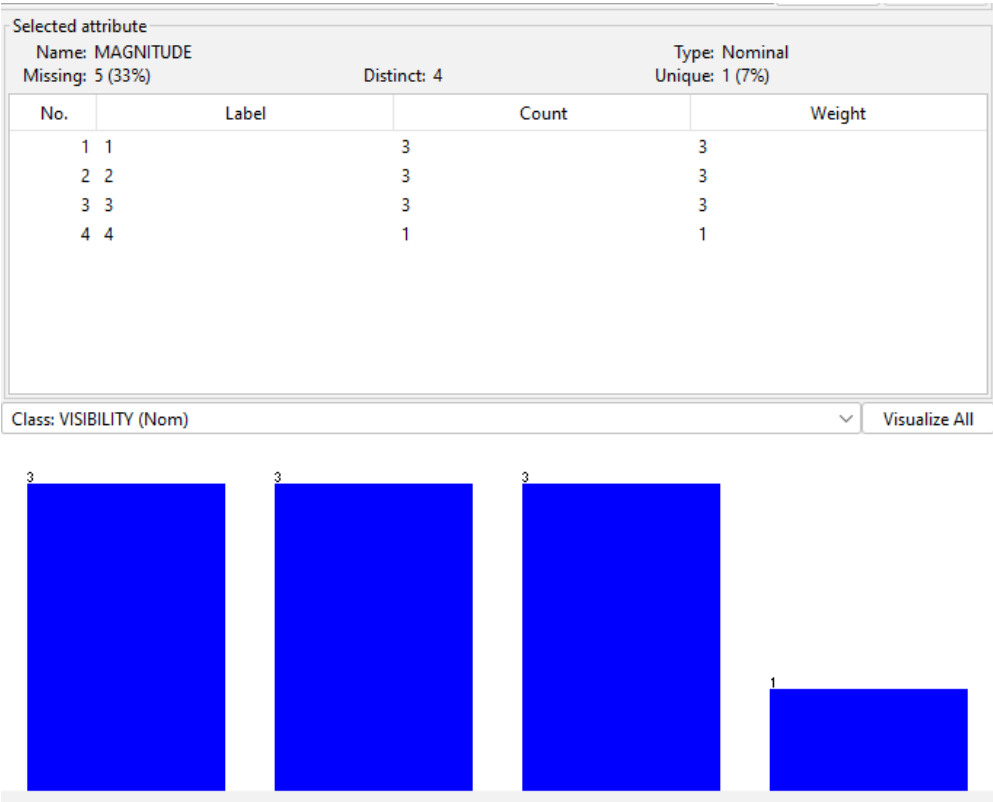 Selected attribute
Name: MAGNITUDE Type: Nominal
Missing: 5 (33%) Distinct: 4 Unique: 1 (7%)
No. Label Count Weight
1 1 3 3
2 2 3 3
3 3 3 3
4 4 1 1
Class: VISIBILITY (Nom) Visualize All
3 3 3
1